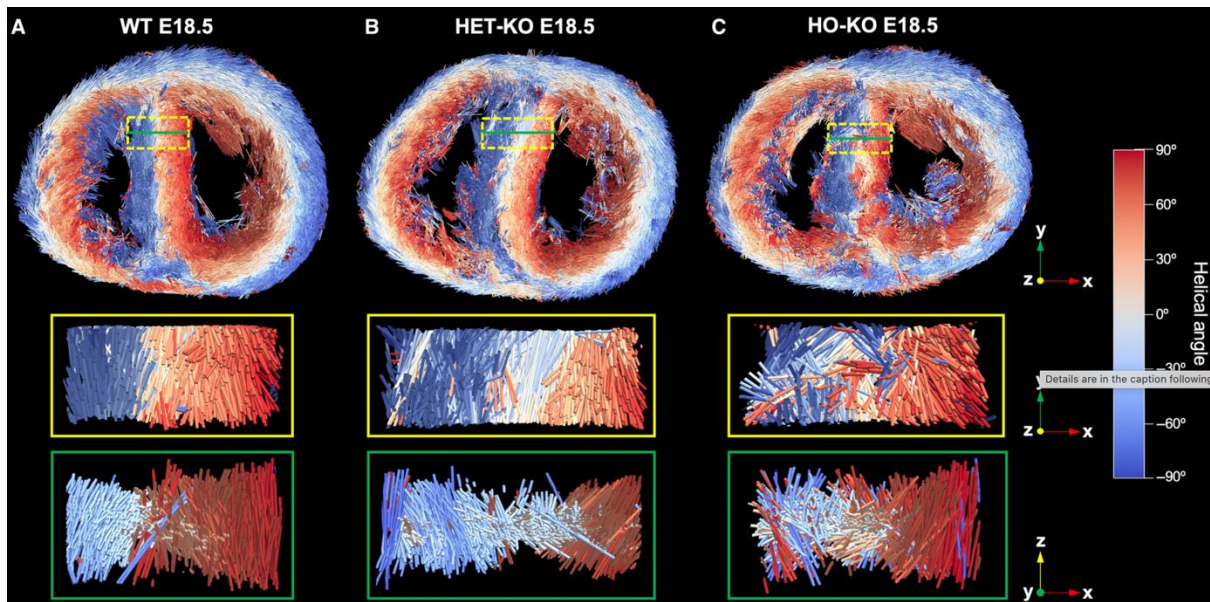 A WT E18.5
B HET-KO E18.5
C HO-KO E18.5
90º
60º
30º
0º
-30º
-60º
-90º
Helical angle
y
z x
Details are in the caption following
y
z x
z
y x